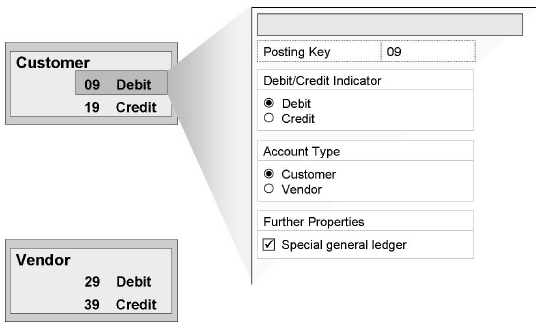 Customer
09 Debit
19 Credit
Vendor
29 Debit
39 Credit
Posting Key 09
Debit/Credit Indicator
Debit
Credit
Account Type
Customer
Vendor
Further Properties
Special general ledger